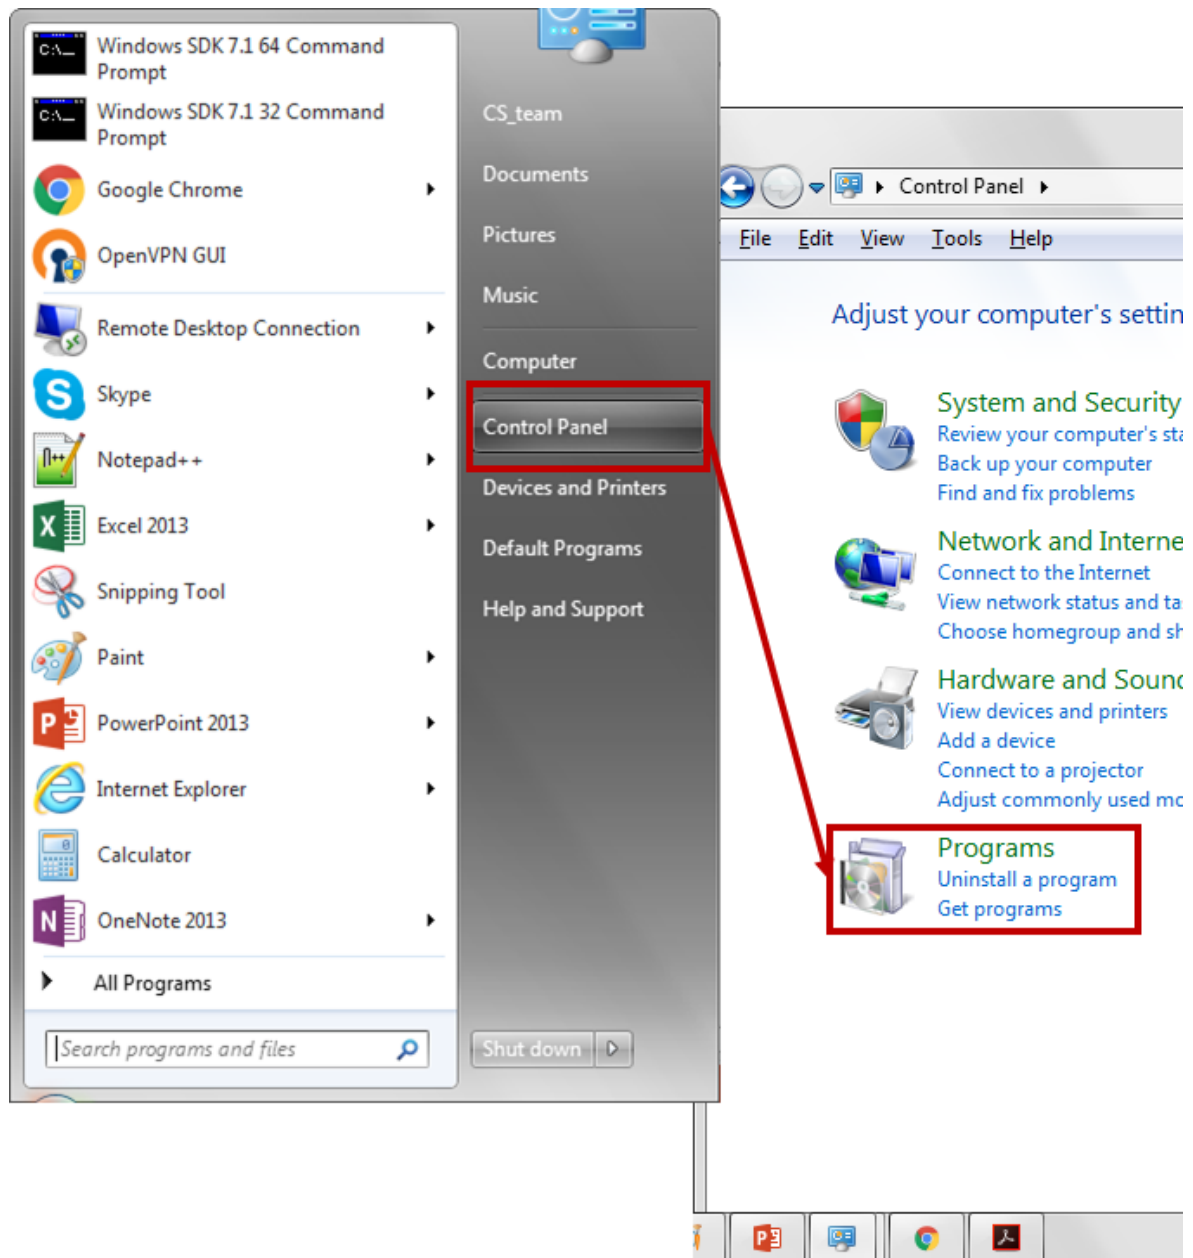 C:\_
Windows SDK 7.1 64 Command
Prompt
C:\_
Windows SDK 7.1 32 Command
Prompt
Google Chrome
OpenVPN GUI
Remote Desktop Connection
Skype
Notepad++
Excel 2013
Snipping Tool
Paint
PowerPoint 2013
Internet Explorer
Calculator
OneNote 2013
All Programs
Search programs and files
CS_team
Documents
Pictures
Music
Computer
Control Panel
Devices and Printers
Default Programs
Help and Support
Shut down
Control Panel
File Edit View Tools Help
Adjust your computer's settin
System and Security
Review your computer's sta
Back up your computer
Find and fix problems
Network and Interne
Connect to the Internet
View network status and ta
Choose homegroup and sh
Hardware and Sound
View devices and printers
Add a device
Connect to a projector
Adjust commonly used mo
Programs
Uninstall a program
Get programs